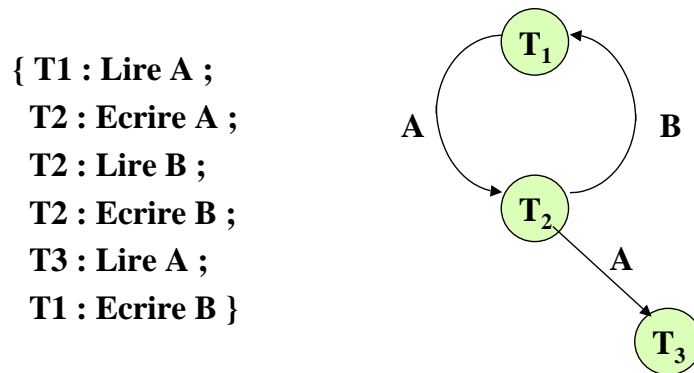 { T1 : Lire A ;
T2 : Ecrire A ;
T2 : Lire B ;
T2 : Ecrire B ;
T3 : Lire A ;
T1 : Ecrire B }
T1
A
B
T2
A
T3